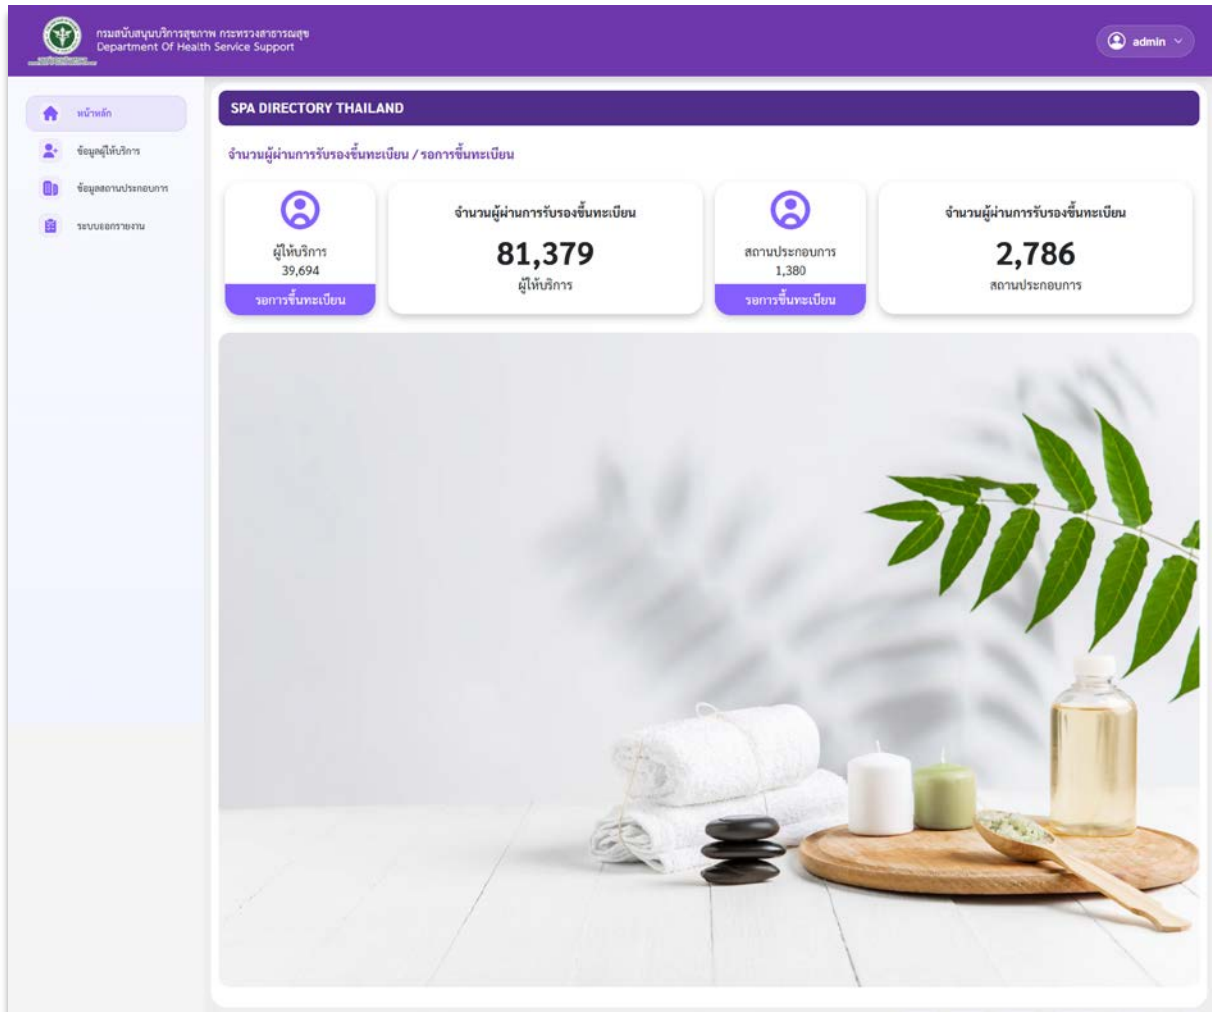 กรมสนับสนุนบริการสุขภาพ กระทรวงสาธารณสุข
Department Of Health Service Support
admin
หน้าหลัก
ข้อมูลผู้ให้บริการ
ข้อมูลสถานประกอบการ
ระบบออกรายงาน
SPA DIRECTORY THAILAND
จำนวนผู้ผ่านการรับรองขึ้นทะเบียน / รอการขึ้นทะเบียน
ผู้ให้บริการ
39,694
รอการขึ้นทะเบียน
จำนวนผู้ผ่านการรับรองขึ้นทะเบียน
81,379
ผู้ให้บริการ
สถานประกอบการ
1,380
รอการขึ้นทะเบียน
จำนวนผู้ผ่านการรับรองขึ้นทะเบียน
2,786
สถานประกอบการ